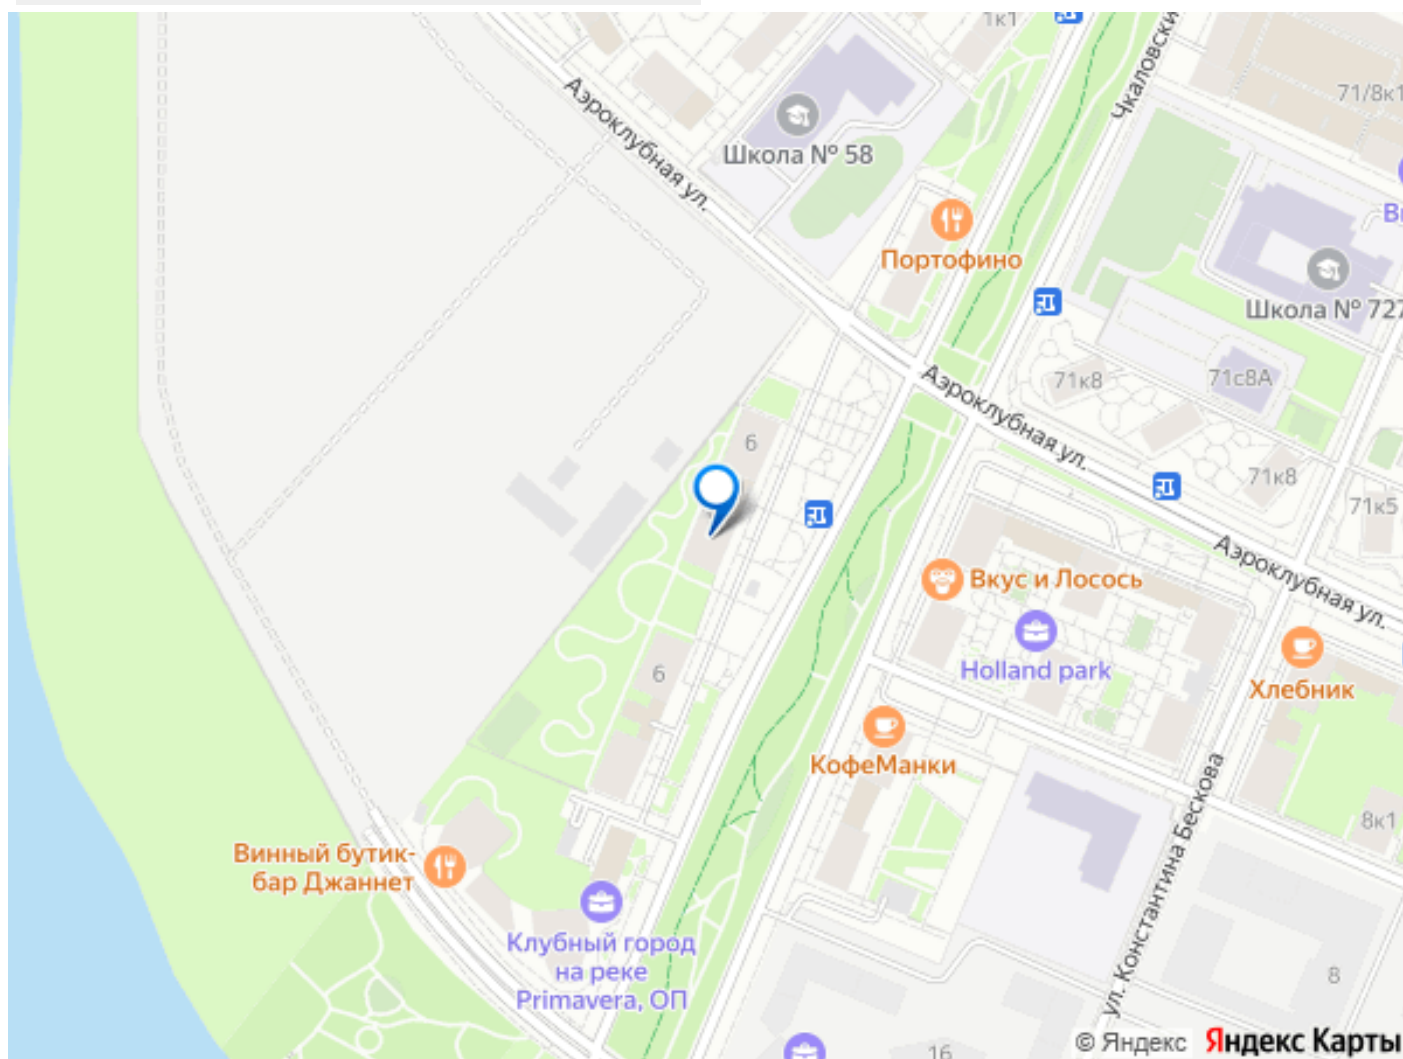 1к1
Чкаловски
71/8к1
Аэроклубная ул.
Школа № 58
Портофино
Школа № 727
Аэроклубная ул.
71к8
71с8А
6
71к8
71к5
Аэроклубная ул.
Вкус и Лосось
Holland park
6
Хлебник
КофеМанки
ул. Константина Бескова
8к1
Винный бутик-
бар Джаннет
Клубный город
на реке
Primavera, ОП
8
16
© Яндекс Яндекс Карты